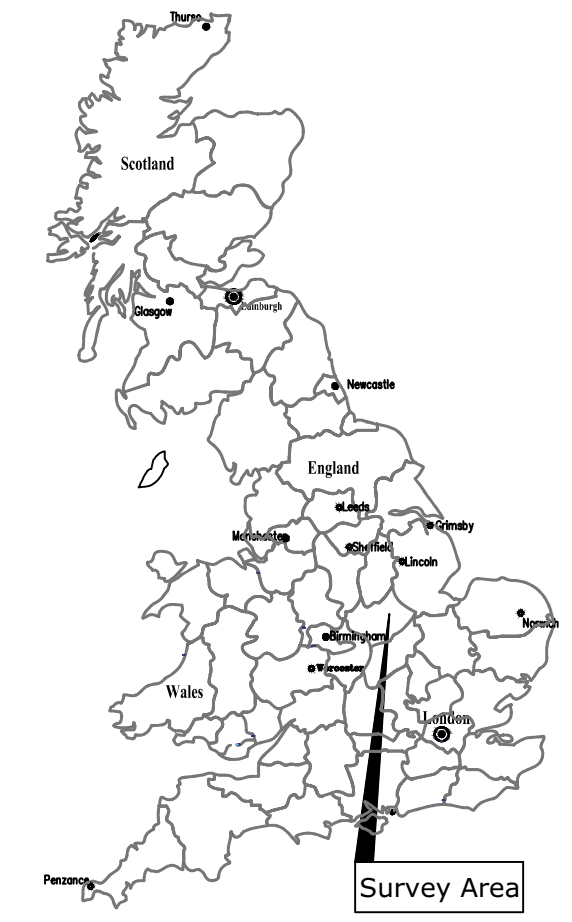 Thurso
Scotland
Glasgow
Edinburgh
Newcastle
England
Leeds
Grimsby
Manchester
Sheffield
Lincoln
Norwich
Birmingham
Worcester
Wales
London
Penzance
Survey Area